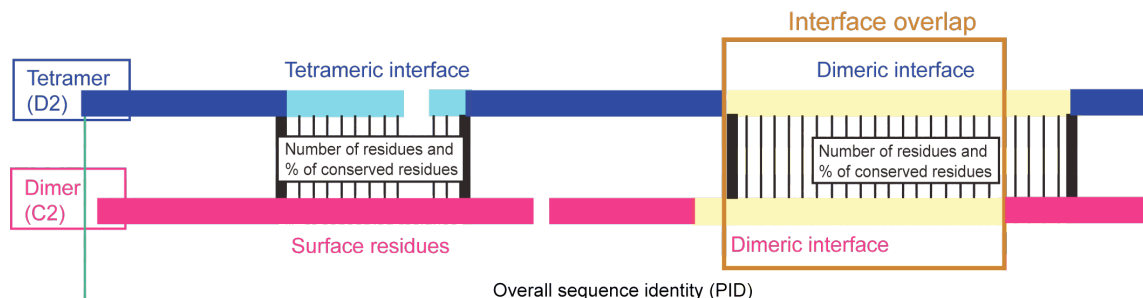 Interface overlap
Tetramer
(D2)
Tetrameric interface
Dimeric interface
Number of residues and
% of conserved residues
Number of residues and
% of conserved residues
Dimer
(C2)
Surface residues
Dimeric interface
Overall sequence identity (PID)